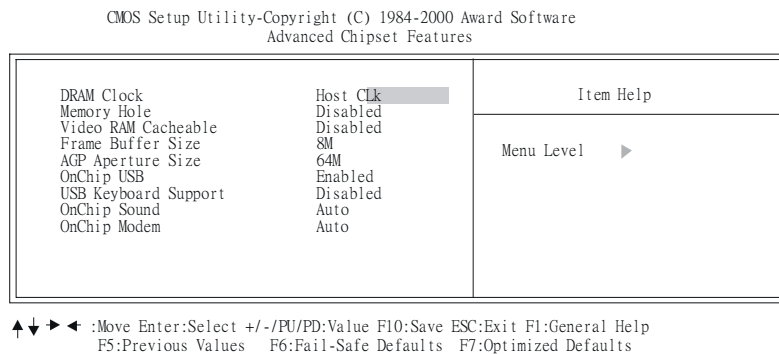 CMOS Setup Utility-Copyright (C) 1984-2000 Award Software
Advanced Chipset Features
DRAM Clock Host CLk
Memory Hole Disabled
Video RAM Cacheable Disabled
Frame Buffer Size 8M
AGP Aperture Size 64M
OnChip USB Enabled
USB Keyboard Support Disabled
OnChip Sound Auto
OnChip Modem Auto
Item Help
Menu Level
:Move Enter:Select +/-/PU/PD:Value F10:Save ESC:Exit F1:General Help
F5:Previous Values F6:Fail-Safe Defaults F7:Optimized Defaults